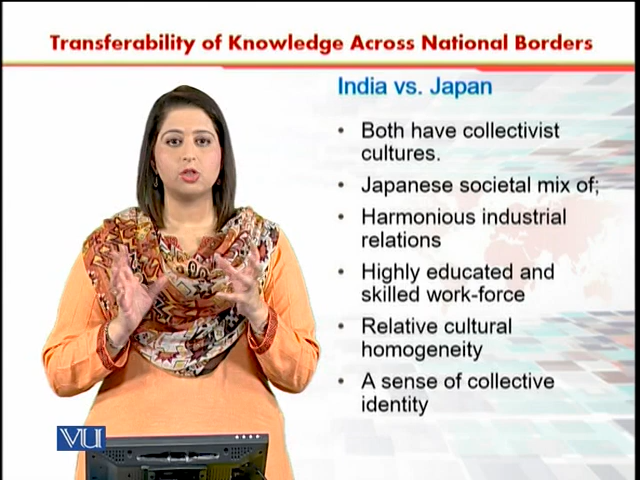 Transferability of Knowledge Across National Borders
India vs. Japan
• Both have collectivist
cultures.
• Japanese societal mix of;
• Harmonious industrial
relations
• Highly educated and
skilled work-force
• Relative cultural
homogeneity
• A sense of collective
identity
VU